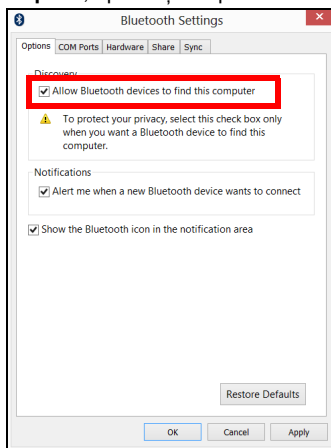 Bluetooth Settings
Options COM Ports Hardware Share Sync
Discovery
Allow Bluetooth devices to find this computer
To protect your privacy, select this check box only
when you want a Bluetooth device to find this
computer.
Notifications
Alert me when a new Bluetooth device wants to connect
Show the Bluetooth icon in the notification area
Restore Defaults
OK Cancel Apply